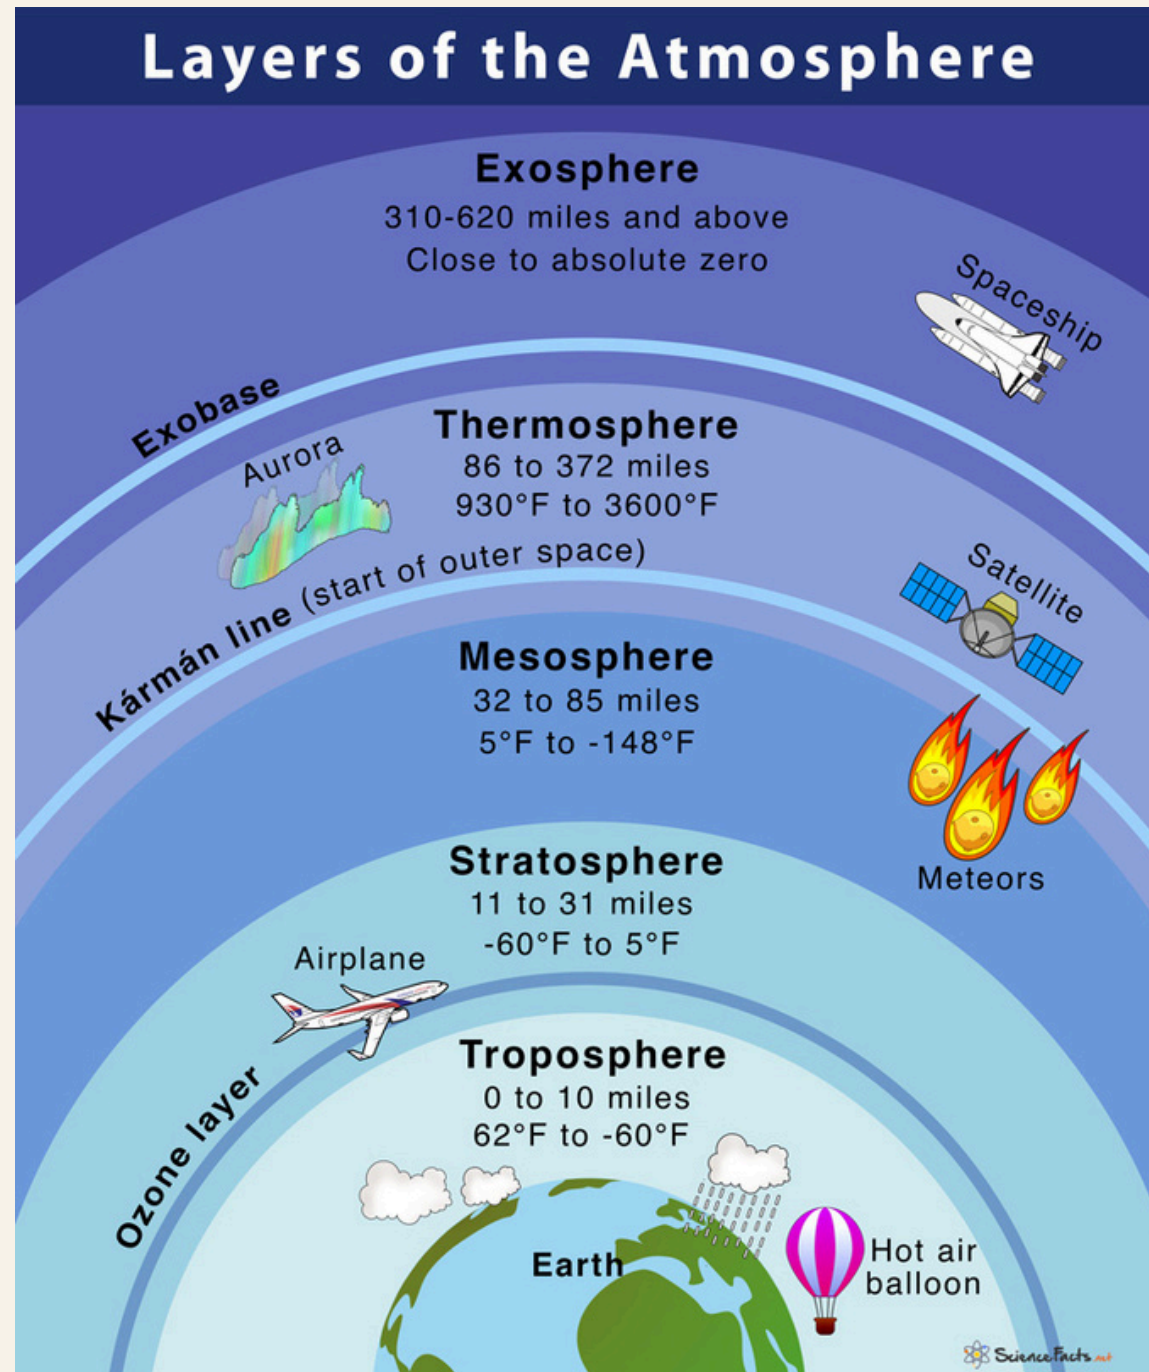 Layers of the Atmosphere
Exosphere
310-620 miles and above
Close to absolute zero
Spaceship
Exobase
Thermosphere
86 to 372 miles
930°F to 3600°F
Aurora
Kármán line (start of outer space)
Satellite
Mesosphere
32 to 85 miles
5°F to -148°F
Meteors
Stratosphere
11 to 31 miles
-60°F to 5°F
Airplane
Ozone layer
Troposphere
0 to 10 miles
62°F to -60°F
Earth
Hot air
balloon
ScienceFacts.net